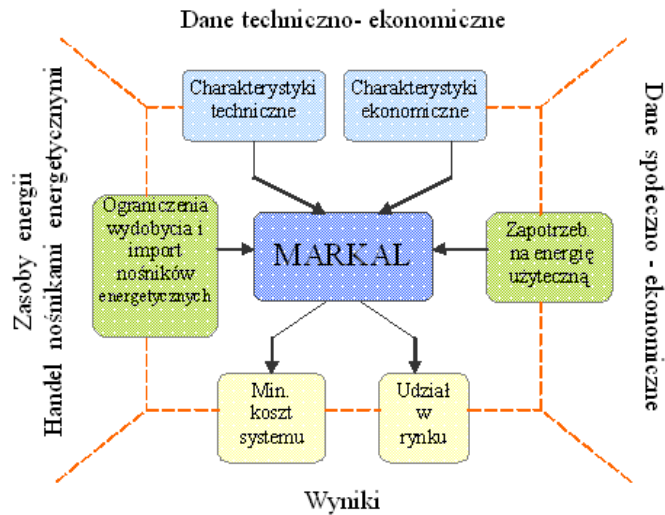 Dane techniczno- ekonomiczne
Charakterystyki
techniczne
Charakterystyki
ekonomiczne
Zasoby energii
Handel nośnikami energetycznymi
Ograniczenia
wydobycia i
import
nośników
energetycznych
MARKAL
Zapotrzeb.
na energię
użyteczną
Dane społeczno - ekonomiczne
Min.
koszt
systemu
Udział
w
rynku
Wyniki